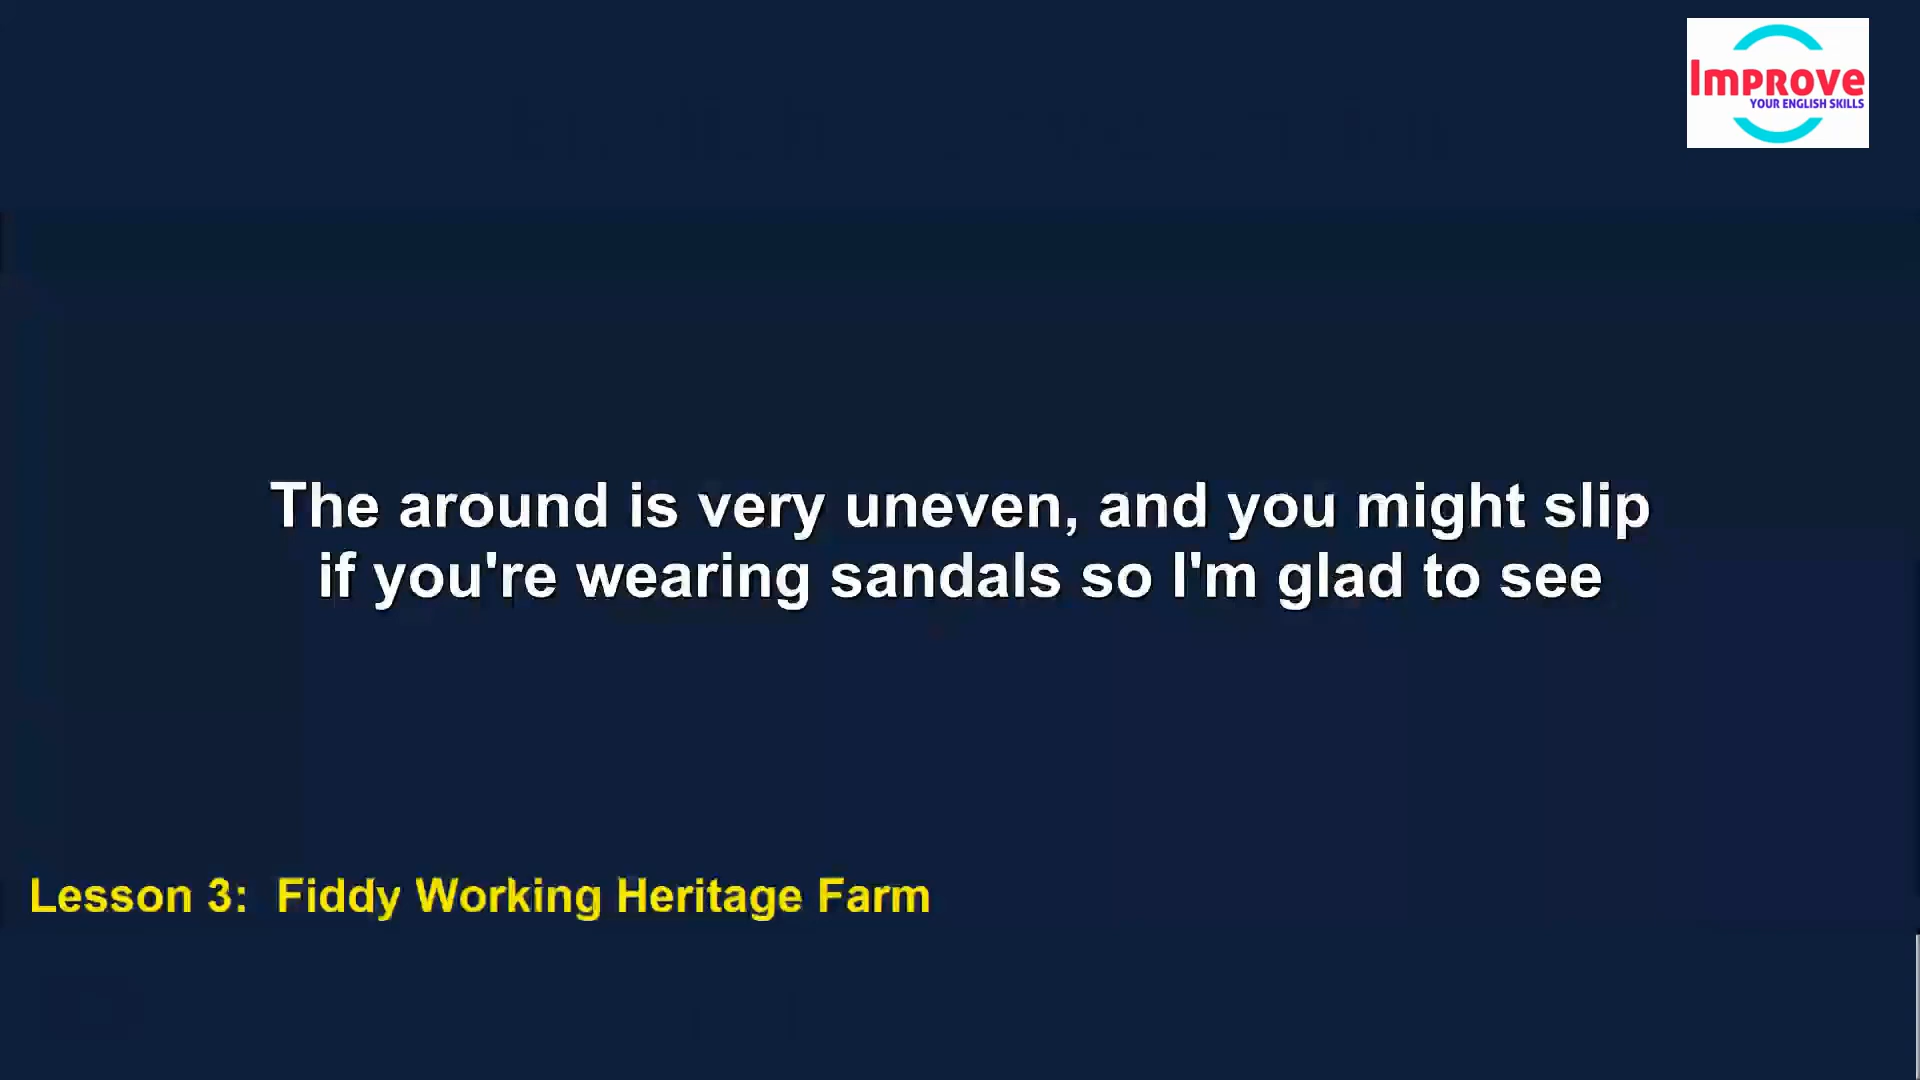 Improve
YOUR ENGLISH SKILLS
The around is very uneven, and you might slip
if you're wearing sandals so I'm glad to see
Lesson 3:  Fiddy Working Heritage Farm